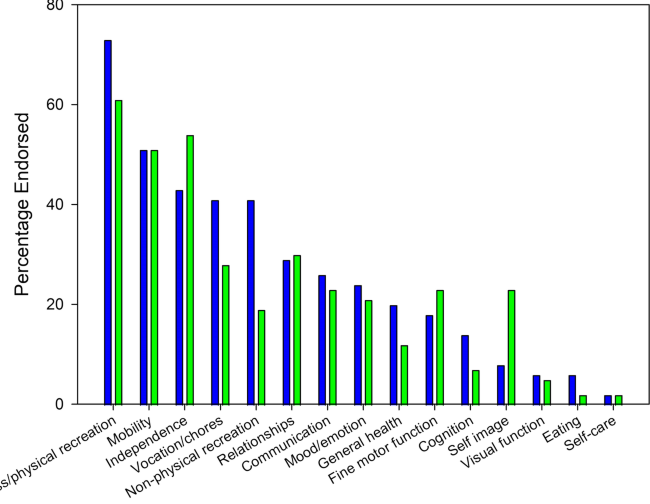 80
60
40
20
0
Percentage Endorsed
physical recreation
Mobility
Independence
Vocation/chores
Non-physical recreation
Relationships
Communication
Mood/emotion
General health
Fine motor function
Cognition
Self image
Visual function
Eating
Self-care